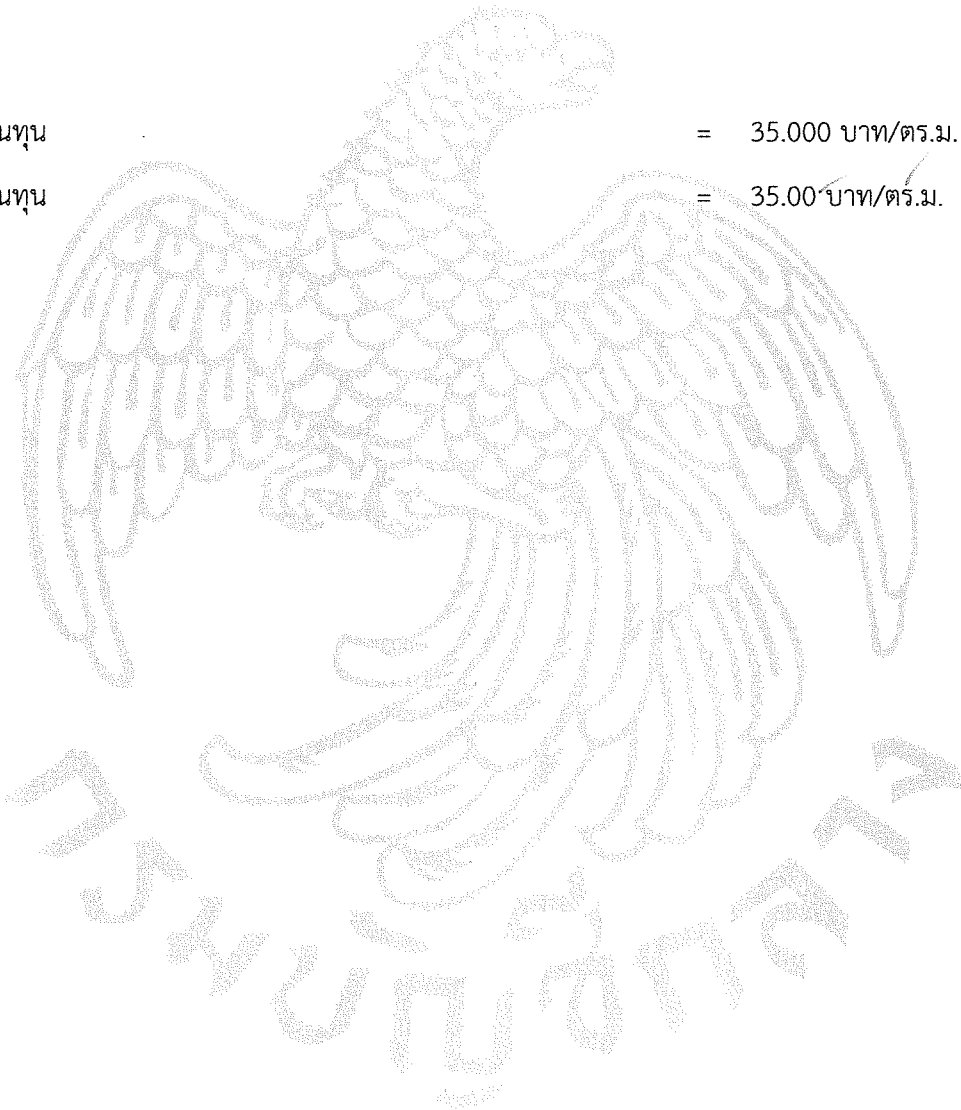 นทุน = 35.000 บาท/ตร.ม.
นทุน = 35.00 บาท/ตร.ม.